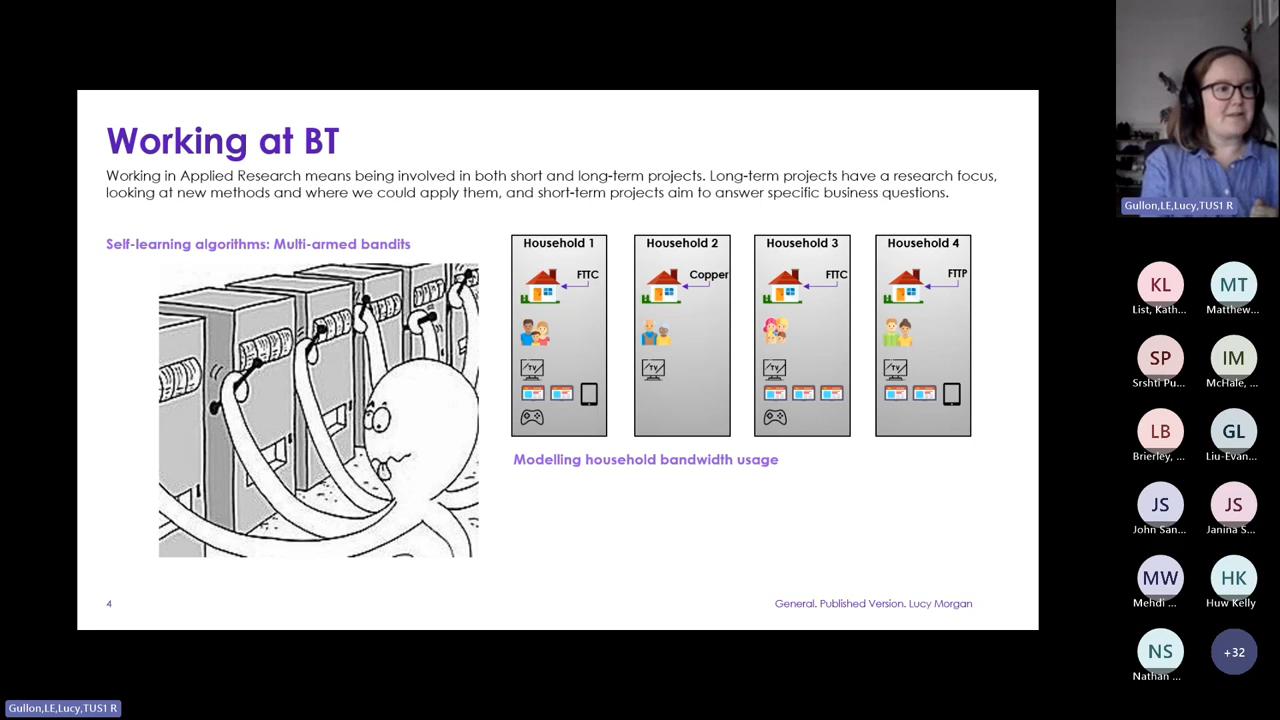 Working at BT
Working in Applied Research means being involved in both short and long-term projects. Long-term projects have a research focus,
looking at new methods and where we could apply them, and short-term projects aim to answer specific business questions.
Self-learning algorithms: Multi-armed bandits
Household 1
FTTC
TV
Household 2
Copper
TV
Household 3
FTTC
TV
Household 4
FTTP
TV
Modelling household bandwidth usage
4
General. Published Version. Lucy Morgan
Gullon,LE,Lucy,TUS1 R
KL
List, Kath...
MT
Matthew...
SP
Srshti Pu...
IM
McHale, ...
LB
Brierley, ...
GL
Liu-Evan...
JS
John San...
JS
Janina S...
MW
Mehdi ...
HK
Huw Kelly
NS
Nathan ...
+32
Gullon,LE,Lucy,TUS1 R